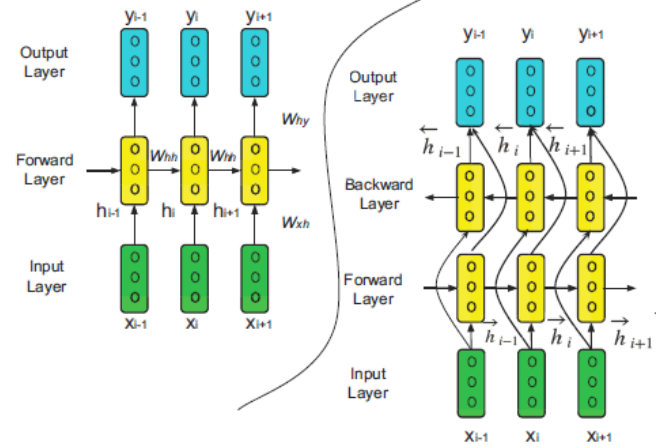 yi-1 yi yi+1
Output
Layer
Why
Forward
Layer
Whh Whh
hi-1 hi hi+1
Wxh
Input
Layer
xi-1 xi xi+1
yi-1 yi yi+1
Output
Layer
←h i-1 ←h i ←h i+1
Backward
Layer
Forward
Layer
→h i-1 →h i →h i+1
Input
Layer
xi-1 xi xi+1